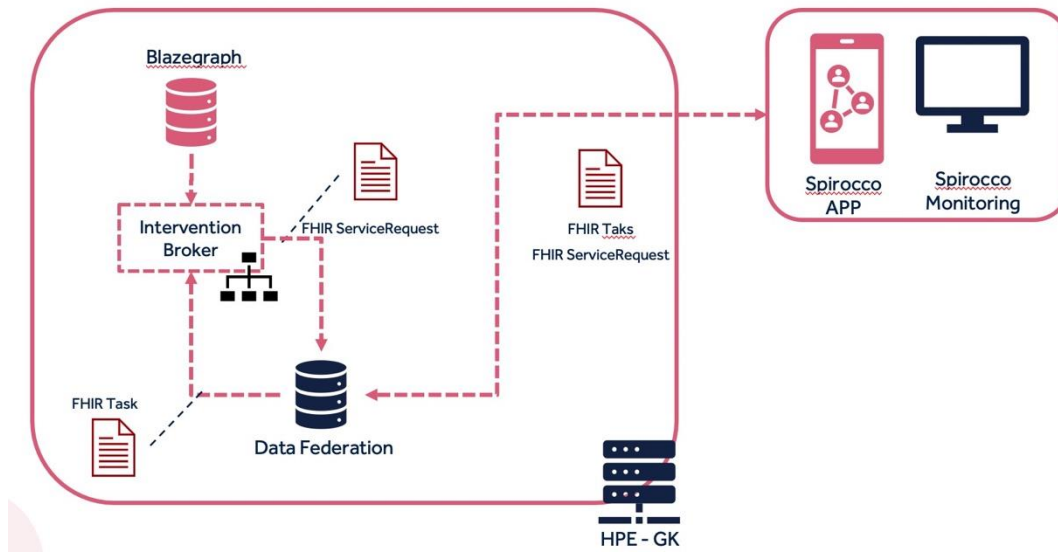 Blazegraph
Intervention
Broker
FHIR ServiceRequest
FHIR Taks
FHIR ServiceRequest
Spirocco
APP
Spirocco
Monitoring
FHIR Task
Data Federation
HPE - GK